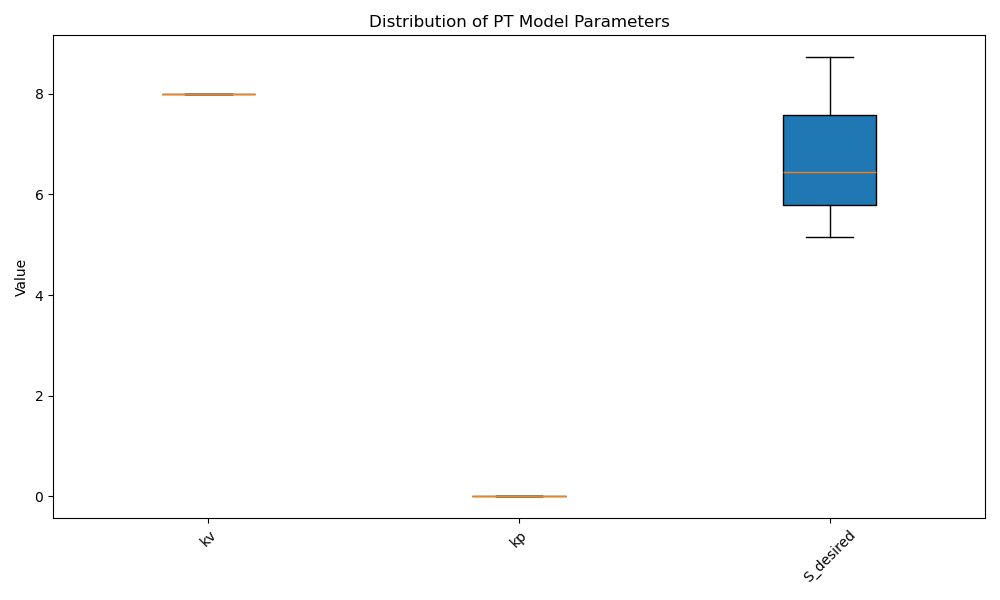 Distribution of PT Model Parameters
Value
8
6
4
2
0
kv
kp
S_desired